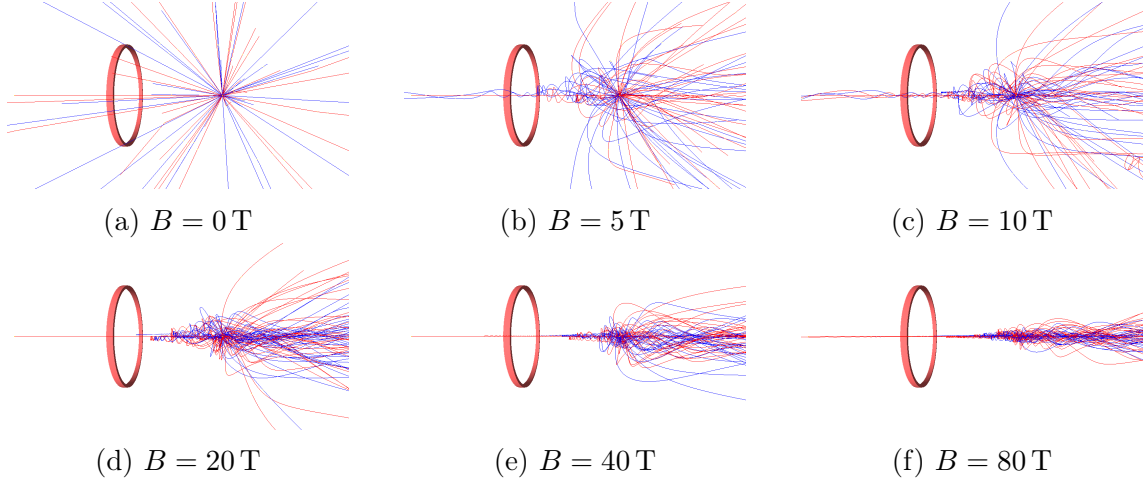 (a) B = 0 T
(b) B = 5 T
(c) B = 10 T
(d) B = 20 T
(e) B = 40 T
(f) B = 80 T